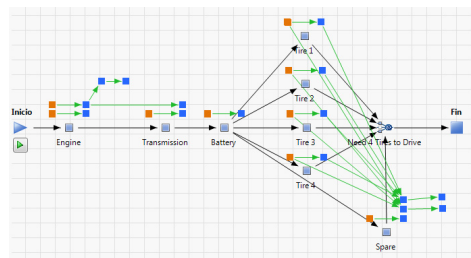 Tire 1
Tire 2
Inicio
Fin
Engine
Transmission
Battery
Tire 3
Need 4 Tires to Drive
Tire 4
Spare